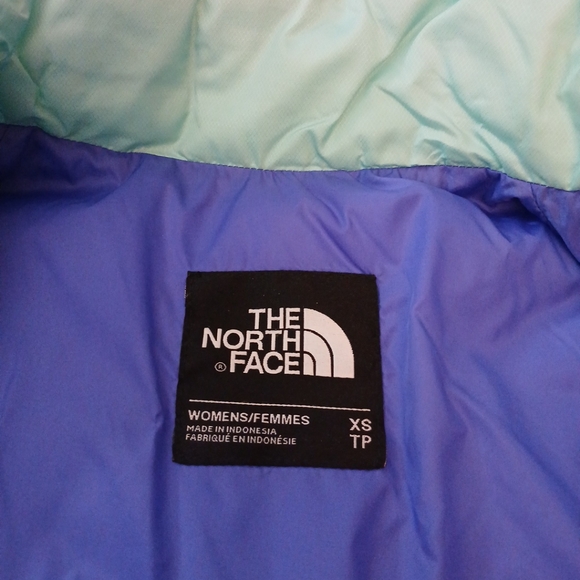 THE
NORTH
FACE
®
WOMENS/FEMMES XS
MADE IN INDONESIA
FABRIQUÉ EN INDONÉSIE TP